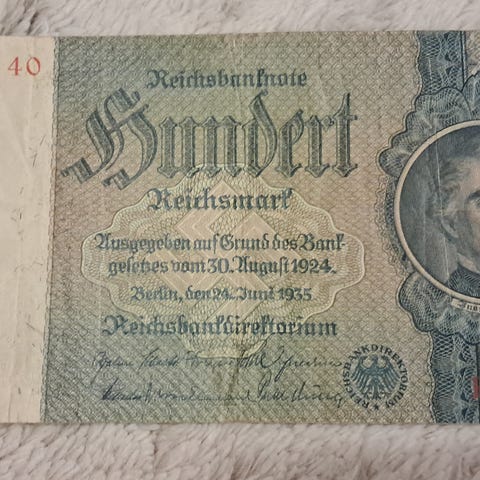 40
Reichsbanknote
Hundert
Reichsmark
Ausgegeben auf Grund des Bank-
gesetzes vom 30. August 1924.
Berlin, den 24. Juni 1935
Reichsbankdirektorium
REICHSBANKDIREKTORIUM